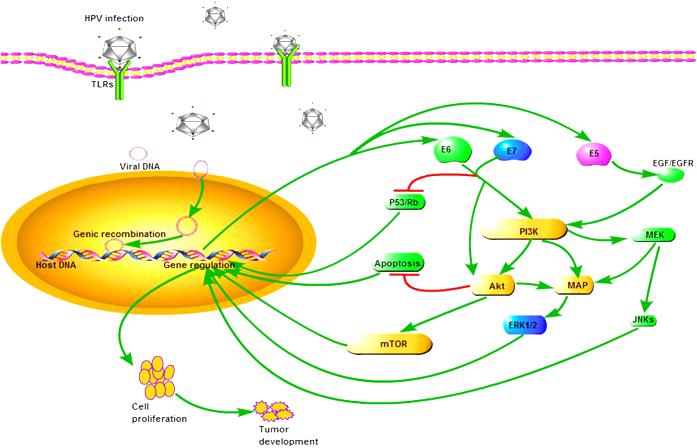 HPV infection
TLRs
Viral DNA
E6
E7
E5
EGF/EGFR
P53/Rb
Genic recombination
PI3K
MEK
Host DNA
Gene regulation
Apoptosis
Akt
MAP
ERK1/2
JNKs
mTOR
Cell
proliferation
Tumor
development